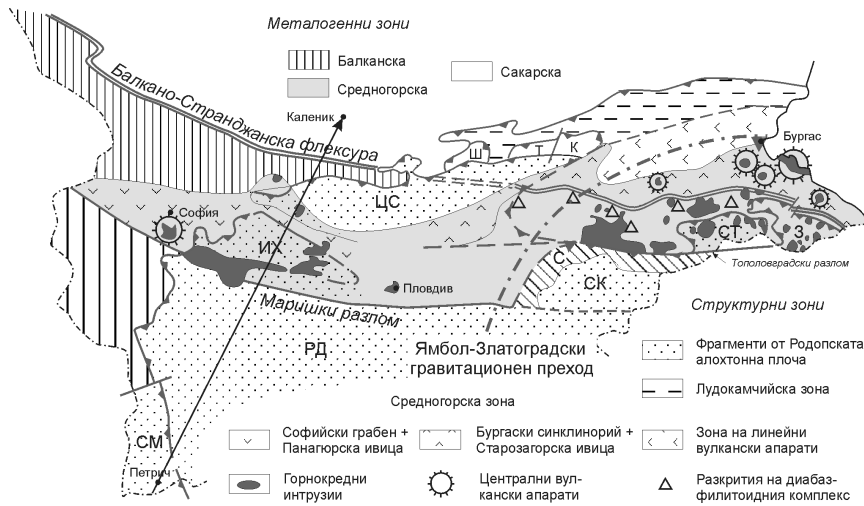 Металогенни зони
Балканска
Средногорска
Сакарска
Балкано-Странджанска флексура
Каленик
Бургас
Ш
Т
К
ЦС
София
ИХ
СТ
З
С
СК
Тополовградски разлом
Пловдив
Маришки разлом
РД
Ямбол-Златоградски
гравитационен преход
СМ
Петрич
Структурни зони
Фрагменти от Родопската
алохтонна плоча
Лудокамчийска зона
Средногорска зона
Софийски грабен +
Панагюрска ивица
Бургаски синклинорий +
Старозагорска ивица
Зона на линейни
вулкански апарати
Горнокредни
интрузии
Централни вул-
кански апарати
Разкрития на диабаз-
филитоидния комплекс